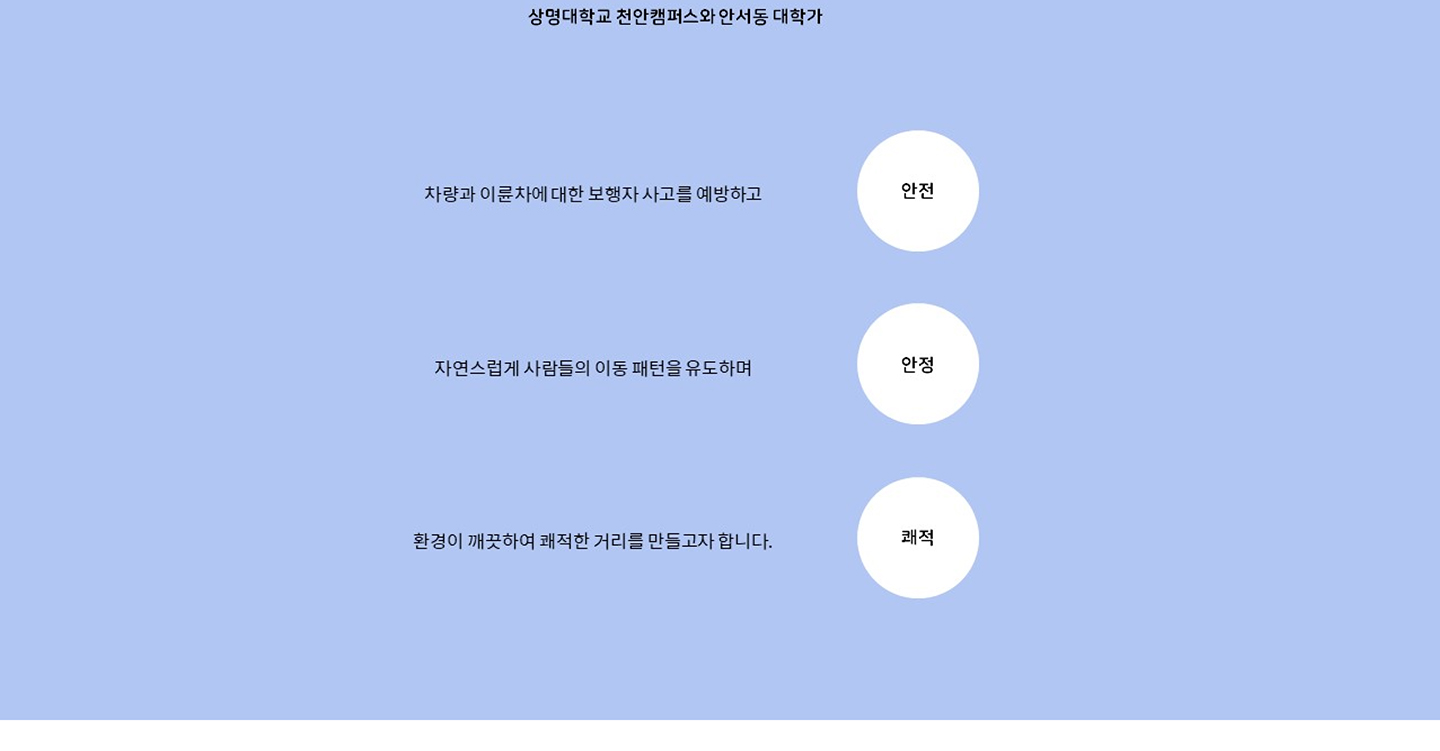 상명대학교 천안캠퍼스와 안서동 대학가
차량과 이륜차에 대한 보행자 사고를 예방하고
안전
자연스럽게 사람들의 이동 패턴을 유도하며
안정
환경이 깨끗하여 쾌적한 거리를 만들고자 합니다.
쾌적